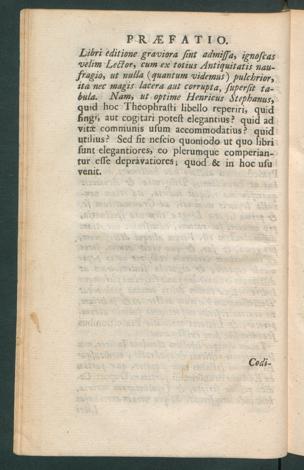 PRÆFATIO.
Libri editione graviora sint admissa, ignoscas
velim Lector, cum ex totius Antiquitatis nau-
fragio, ut nulla (quantum videmus) pulchrior,
ita nec magis lacera aut corrupta, supersit ta-
bula. Nam, ut optime Henricus Stephanus,
quid hoc Theophrasti libello reperiri, quid
fingi, aut cogitari potest elegantius? quid ad
vitæ communis usum accommodatius? quid
utilius? Sed fit nescio quomodo ut quo libri
sunt elegantiores, eo plerumque comperian-
tur esse depravatiores; quod & in hoc usu
venit.
Codi-